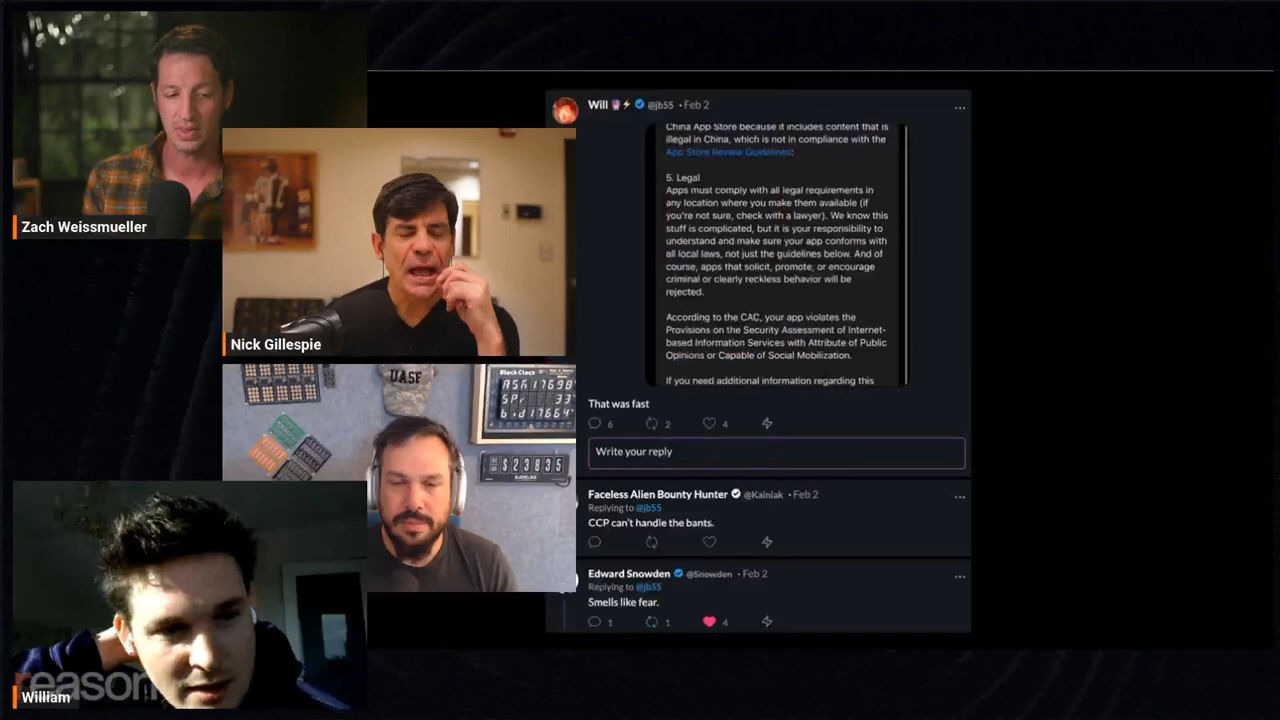 Zach Weissmueller
Nick Gillespie
UASF
$23835
William
reason
Will @jb55 • Feb 2
China App Store because it includes content that is
illegal in China, which is not in compliance with the
App Store Review Guidelines:
5. Legal
Apps must comply with all legal requirements in
any location where you make them available (if
you're not sure, check with a lawyer). We know this
stuff is complicated, but it is your responsibility to
understand and make sure your app conforms with
all local laws, not just the guidelines below. And of
course, apps that solicit, promote, or encourage
criminal or clearly reckless behavior will be
rejected.
According to the CAC, your app violates the
Provisions on the Security Assessment of Internet-
based Information Services with Attribute of Public
Opinions or Capable of Social Mobilization.
If you need additional information regarding this
That was fast
6 2 4
Write your reply
Faceless Alien Bounty Hunter @Kainiak • Feb 2
Replying to @jb55
CCP can't handle the bants.
Edward Snowden @Snowden • Feb 2
Replying to @jb55
Smells like fear.
1 1 4